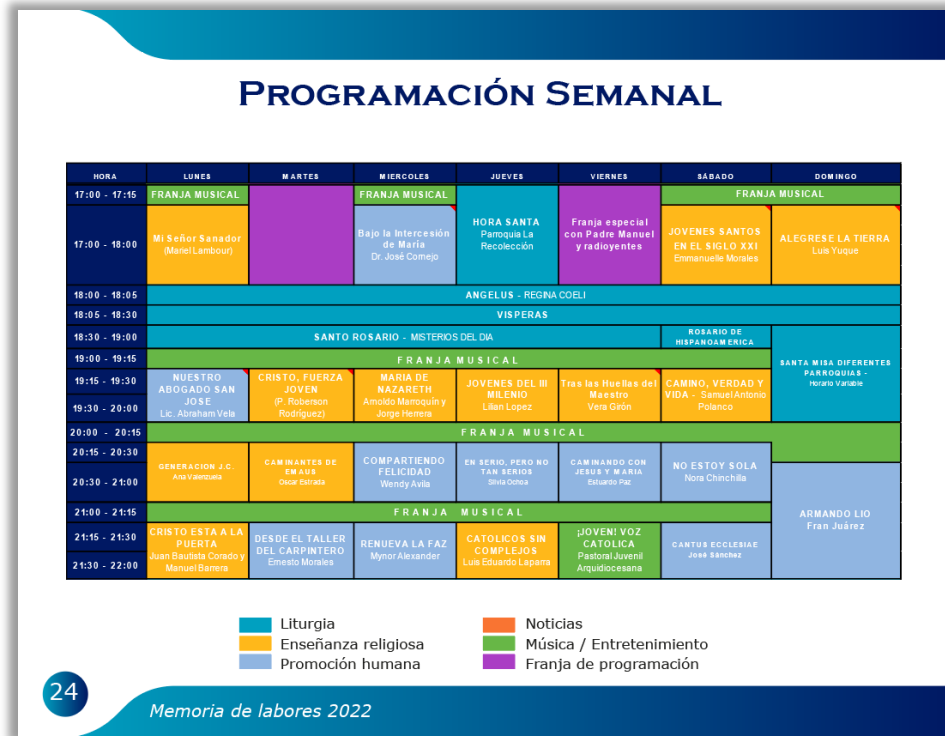 PROGRAMACIÓN SEMANAL
HORA LUNES MARTES MIERCOLES JUEVES VIERNES SÁBADO DOMINGO
17:00 - 17:15
FRANJA MUSICAL
FRANJA MUSICAL
FRANJA MUSICAL
17:00 - 18:00
Mi Señor Sanador
(Mariel Lambour)
Bajo la Intercesión
de María
Dr. José Cornejo
HORA SANTA
Parroquia La
Recolección
Franja especial
con Padre Manuel
y radioyentes
JOVENES SANTOS
EN EL SIGLO XXI
Emmanuelle Morales
ALEGRESE LA TIERRA
Luis Yuque
18:00 - 18:05
ANGELUS - REGINA COELI
18:05 - 18:30
VISPERAS
18:30 - 19:00
SANTO ROSARIO - MISTERIOS DEL DIA
ROSARIO DE
HISPANOAMERICA
SANTA MISA DIFERENTES
PARROQUIAS -
Horario Variable
19:00 - 19:15
FRANJA MUSICAL
19:15 - 19:30
19:30 - 20:00
NUESTRO
ABOGADO SAN
JOSE
Lic. Abraham Vela
CRISTO, FUERZA
JOVEN
(P. Roberson
Rodríguez)
MARIA DE
NAZARETH
Arnoldo Marroquín y
Jorge Herrera
JOVENES DEL III
MILENIO
Lilian Lopez
Tras las Huellas del
Maestro
Vera Girón
CAMINO, VERDAD Y
VIDA - Samuel Antonio
Polanco
20:00 - 20:15
FRANJA MUSICAL
20:15 - 20:30
20:30 - 21:00
GENERACION J.C.
Ana Valenzuela
CAMINANTES DE
EMAUS
Oscar Estrada
COMPARTIENDO
FELICIDAD
Wendy Avila
EN SERIO, PERO NO
TAN SERIOS
Silvia Ochoa
CAMINANDO CON
JESUS Y MARIA
Estuardo Paz
NO ESTOY SOLA
Nora Chinchilla
ARMANDO LIO
Fran Juárez
21:00 - 21:15
FRANJA MUSICAL
21:15 - 21:30
21:30 - 22:00
CRISTO ESTA A LA
PUERTA
Juan Bautista Corado y
Manuel Barrera
DESDE EL TALLER
DEL CARPINTERO
Ernesto Morales
RENUEVA LA FAZ
Mynor Alexander
CATOLICOS SIN
COMPLEJOS
Luis Eduardo Laparra
¡JOVEN! VOZ
CATOLICA
Pastoral Juvenil
Arquidiocesana
CANTUS ECCLESIAE
José Sánchez
Liturgia
Enseñanza religiosa
Promoción humana
Noticias
Música / Entretenimiento
Franja de programación
24
Memoria de labores 2022